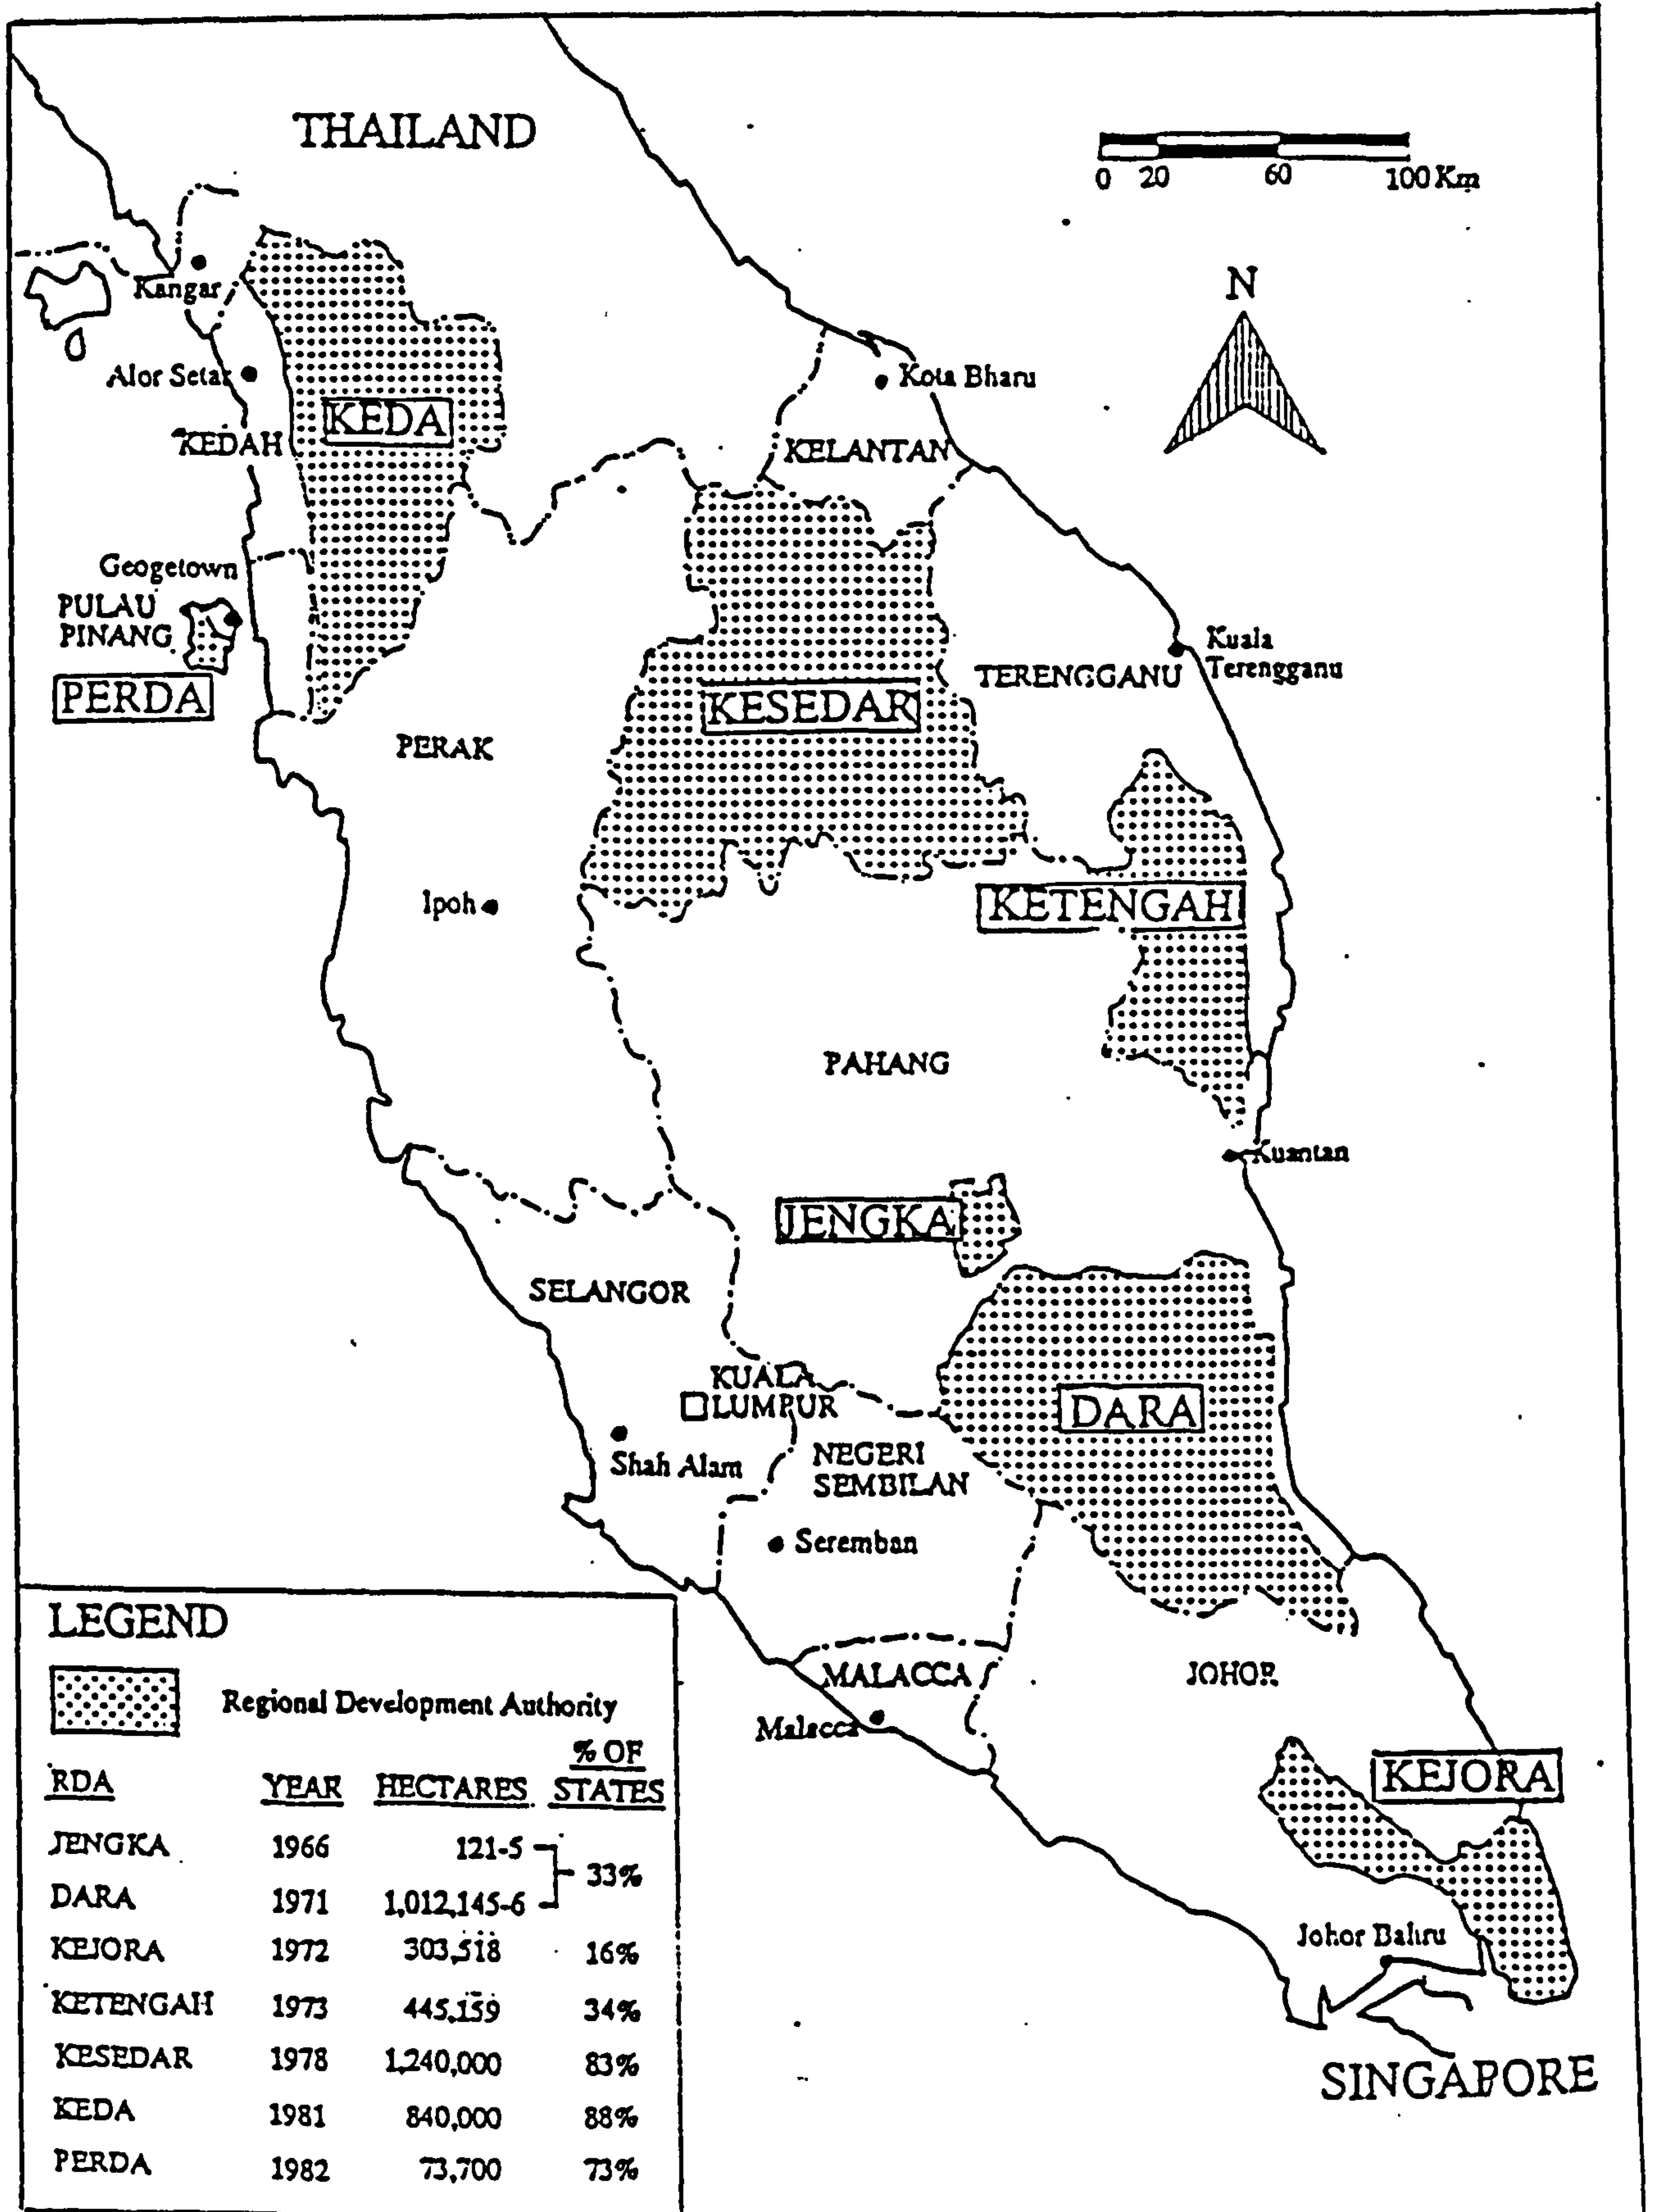 THAILAND
0 20 60 100 Km
N
Kangar
Alor Setar
KEDA
KEDAH
Kota Bharu
KELANTAN
Geogetown
PULAU
PINANG
PERDA
KESEDAR
TERENGGANU
Kuala
Terengganu
PERAK
Ipoh
KETENGAH
PAHANG
Kuantan
JENGKA
SELANGOR
KUALA
LUMPUR
DARA
Shah Alam
NEGERI
SEMBILAN
Seremban
MALACCA
Malacca
JOHOR
KEJORA
Johor Bahru
SINGAPORE
LEGEND
Regional Development Authority
RDA YEAR HECTARES % OF STATES
JENGKA 1966 121-5
33%
DARA 1971 1,012,145-6
KEJORA 1972 303,518 16%
KETENGAH 1973 445,159 34%
KESEDAR 1978 1,240,000 83%
KEDA 1981 840,000 88%
PERDA 1982 73,700 73%